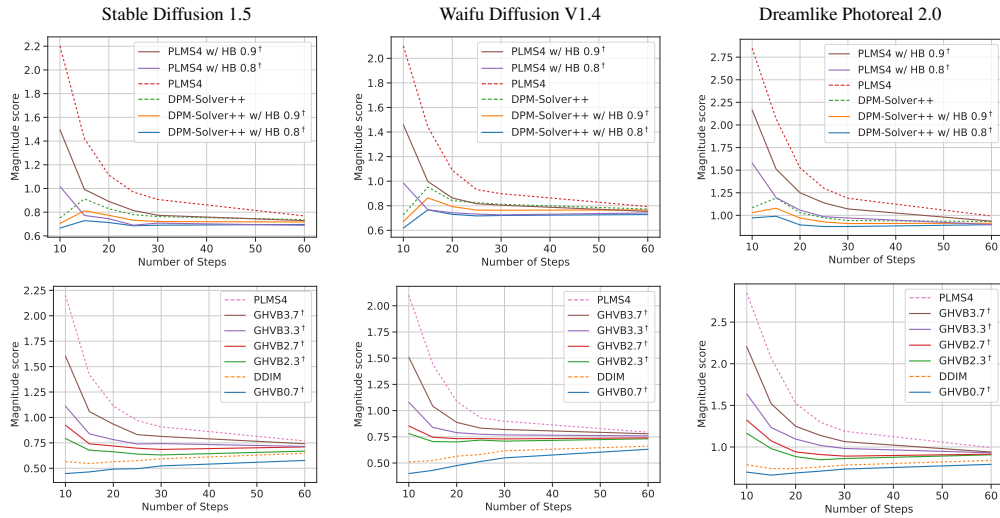 Stable Diffusion 1.5
Waifu Diffusion V1.4
Dreamlike Photoreal 2.0
Magnitude score
2.2
2.0
1.8
1.6
1.4
1.2
1.0
0.8
0.6
PLMS4 w/ HB 0.9†
PLMS4 w/ HB 0.8†
PLMS4
DPM-Solver++
DPM-Solver++ w/ HB 0.9†
DPM-Solver++ w/ HB 0.8†
10 20 30 40 50 60
Number of Steps
Magnitude score
2.0
1.8
1.6
1.4
1.2
1.0
0.8
0.6
PLMS4 w/ HB 0.9†
PLMS4 w/ HB 0.8†
PLMS4
DPM-Solver++
DPM-Solver++ w/ HB 0.9†
DPM-Solver++ w/ HB 0.8†
10 20 30 40 50 60
Number of Steps
Magnitude score
2.75
2.50
2.25
2.00
1.75
1.50
1.25
1.00
PLMS4 w/ HB 0.9†
PLMS4 w/ HB 0.8†
PLMS4
DPM-Solver++
DPM-Solver++ w/ HB 0.9†
DPM-Solver++ w/ HB 0.8†
10 20 30 40 50 60
Number of Steps
Magnitude score
2.25
2.00
1.75
1.50
1.25
1.00
0.75
0.50
PLMS4
GHVB3.7†
GHVB3.3†
GHVB2.7†
GHVB2.3†
DDIM
GHVB0.7†
10 20 30 40 50 60
Number of Steps
Magnitude score
2.00
1.75
1.50
1.25
1.00
0.75
0.50
PLMS4
GHVB3.7†
GHVB3.3†
GHVB2.7†
GHVB2.3†
DDIM
GHVB0.7†
10 20 30 40 50 60
Number of Steps
Magnitude score
2.5
2.0
1.5
1.0
PLMS4
GHVB3.7†
GHVB3.3†
GHVB2.7†
GHVB2.3†
DDIM
GHVB0.7†
10 20 30 40 50 60
Number of Steps